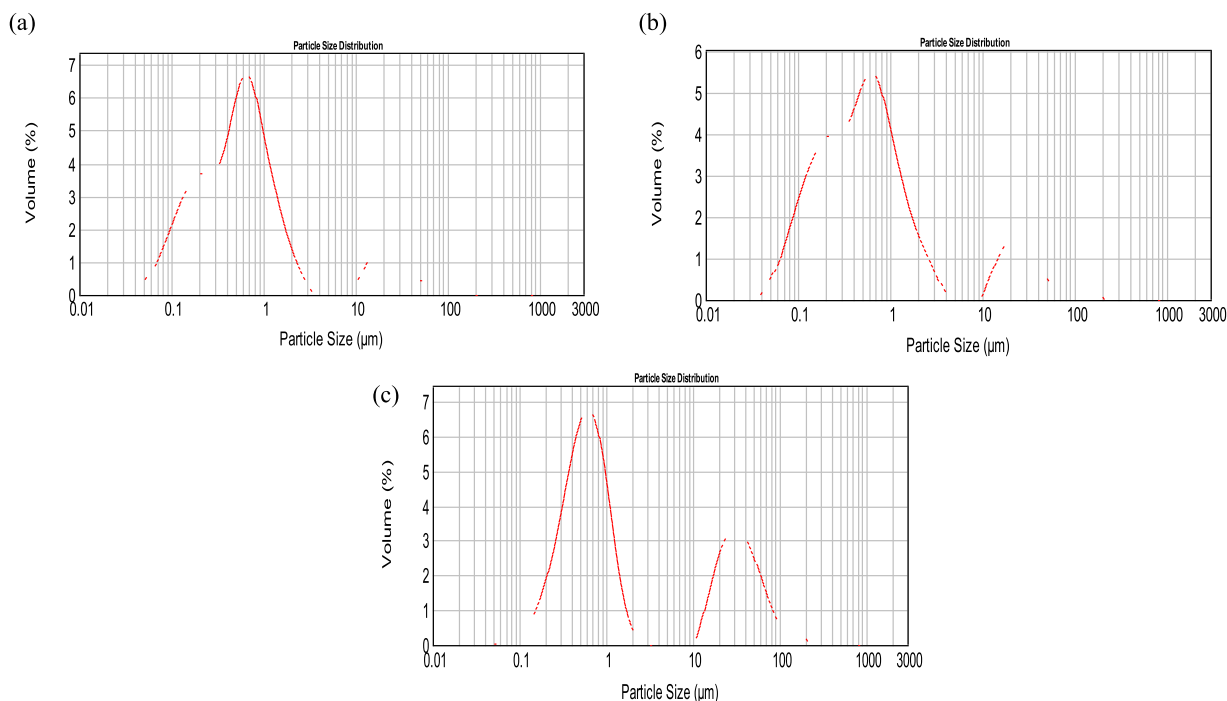 (a)
Particle Size Distribution
7
6
5
4
3
2
1
0
Volume (%)
0.01 0.1 1 10 100 1000 3000
Particle Size (µm)
(b)
Particle Size Distribution
6
5
4
3
2
1
0
Volume (%)
0.01 0.1 1 10 100 1000 3000
Particle Size (µm)
(c)
Particle Size Distribution
7
6
5
4
3
2
1
0
Volume (%)
0.01 0.1 1 10 100 1000 3000
Particle Size (µm)